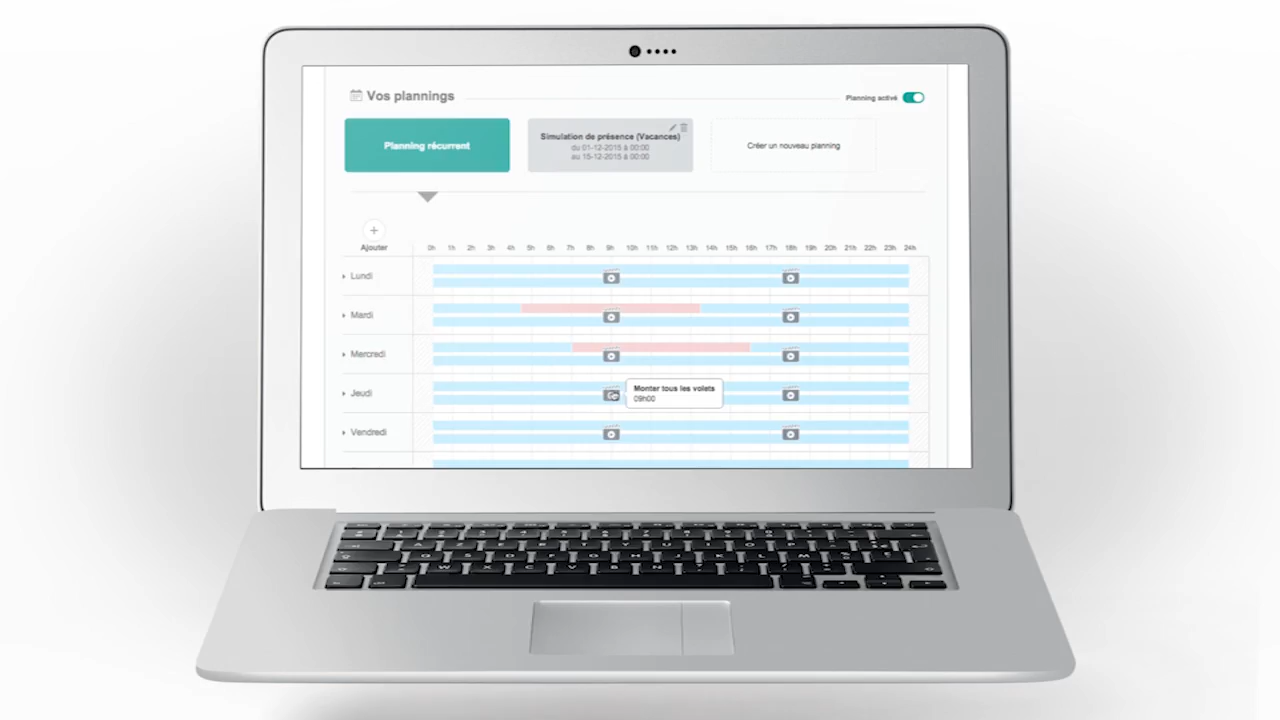 Vos plannings
Planning activé
Planning récurrent
Simulation de présence (Vacances)
du 01-12-2015 à 00:00
au 15-12-2015 à 00:00
Créer un nouveau planning
Ajouter
0h 1h 2h 3h 4h 5h 6h 7h 8h 9h 10h 11h 12h 13h 14h 15h 16h 17h 18h 19h 20h 21h 22h 23h 24h
Lundi
Mardi
Mercredi
Jeudi
Monter tous les volets
09h00
Vendredi